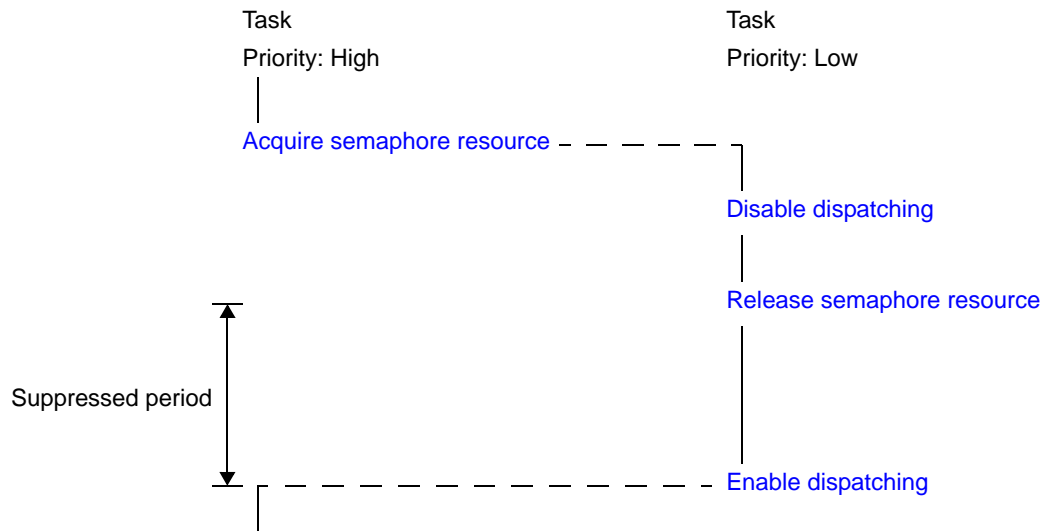 Task
Priority: High
Task
Priority: Low
Acquire semaphore resource
Disable dispatching
Release semaphore resource
Suppressed period
Enable dispatching